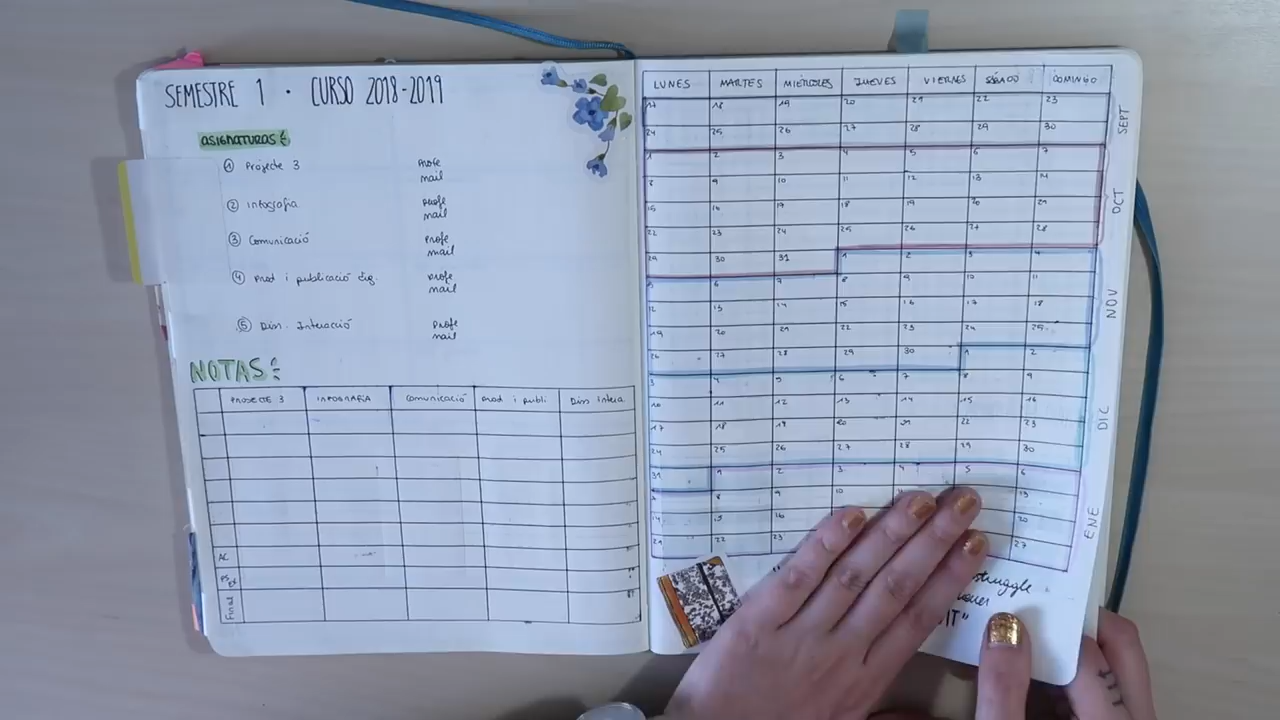 SEMESTRE 1 · CURSO 2018-2019
ASIGNATURAS:
① Projecte 3 Profe
mail
② Infografia Profe
mail
③ Comunicació Profe
mail
④ Prod i publicació Dig. profe
mail
⑤ Diss. Interacció Profe
mail
NOTAS:
PROJECTE 3 INFOGRAFIA Comunicació Prod i publi. Diss intera.
AC
PS
Final
LUNES MARTES MIÉRCOLES JUEVES VIERNES SÁBADO DOMINGO
17 18 19 20 21 22 23
SEPT
24 25 26 27 28 29 30
1 2 3 4 5 6 7
8 9 10 11 12 13 14
OCT
15 16 17 18 19 20 21
22 23 24 25 26 27 28
29 30 31 1 2 3 4
5 6 7 8 9 10 11
NOV
12 13 14 15 16 17 18
19 20 21 22 23 24 25
26 27 28 29 30 1 2
3 4 5 6 7 8 9
10 11 12 13 14 15 16
DIC
17 18 19 20 21 22 23
24 25 26 27 28 29 30
31 1 2 3 4 5 6
7 8 9 10 13
ENE
14 15 16 20
21 22 23 27
struggle